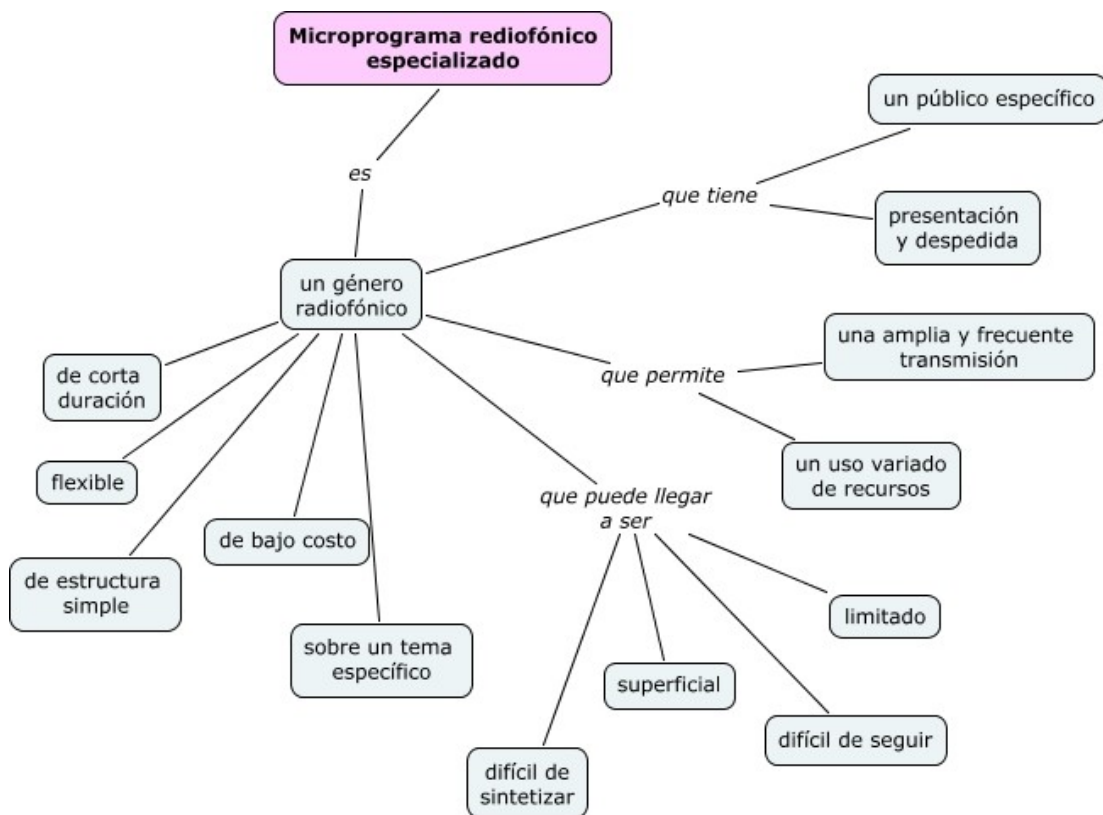 Microprograma rediofónico
especializado
un público específico
es
que tiene
presentación
y despedida
un género
radiofónico
una amplia y frecuente
transmisión
que permite
de corta
duración
un uso variado
de recursos
flexible
que puede llegar
a ser
de bajo costo
de estructura
simple
limitado
sobre un tema
específico
superficial
difícil de seguir
difícil de
sintetizar